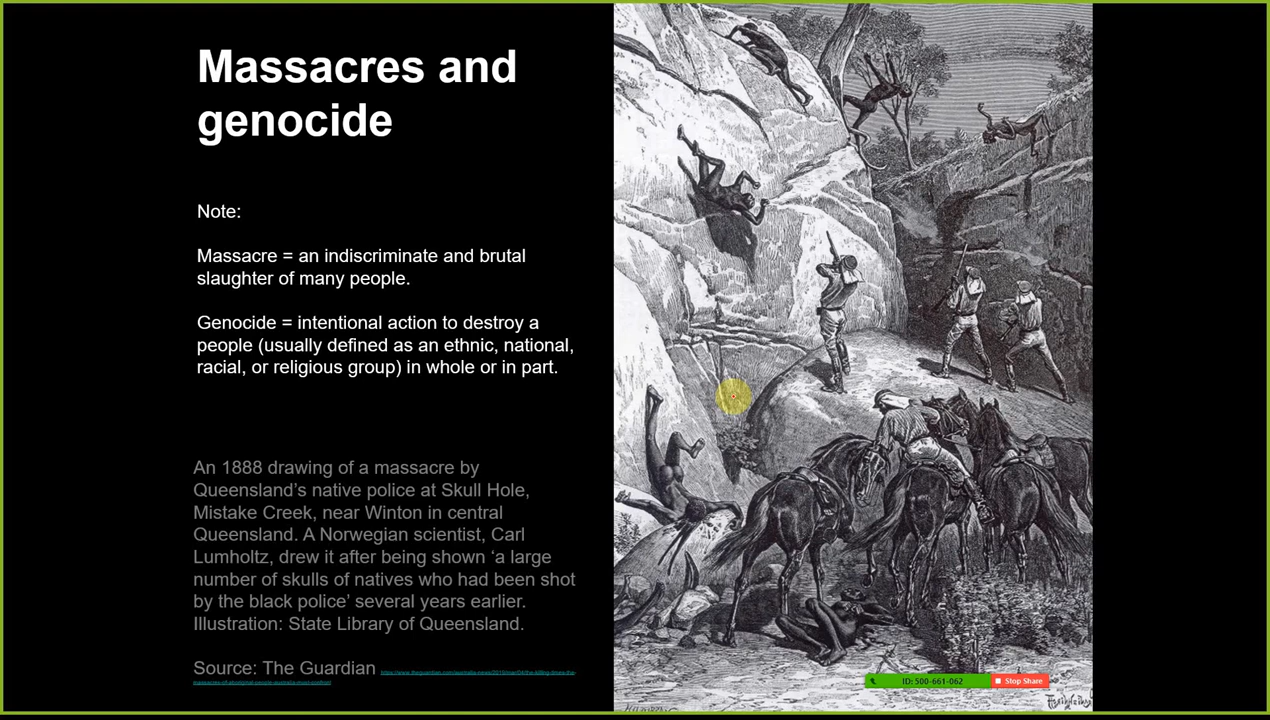 Massacres and
genocide
Note:
Massacre = an indiscriminate and brutal
slaughter of many people.
Genocide = intentional action to destroy a
people (usually defined as an ethnic, national,
racial, or religious group) in whole or in part.
An 1888 drawing of a massacre by
Queensland’s native police at Skull Hole,
Mistake Creek, near Winton in central
Queensland. A Norwegian scientist, Carl
Lumholtz, drew it after being shown ‘a large
number of skulls of natives who had been shot
by the black police’ several years earlier.
Illustration: State Library of Queensland.
Source: The Guardian
ID: 500-661-062
Stop Share